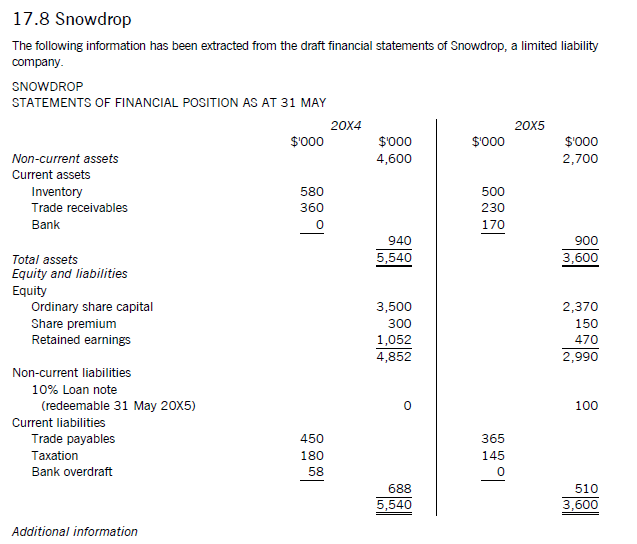 17.8 Snowdrop
The following information has been extracted from the draft financial statements of Snowdrop, a limited liability
company.
SNOWDROP
STATEMENTS OF FINANCIAL POSITION AS AT 31 MAY
20X4 20X5
$'000 $'000 $'000 $'000
Non-current assets 4,600 2,700
Current assets
Inventory 580 500
Trade receivables 360 230
Bank 0 170
940 900
Total assets 5,540 3,600
Equity and liabilities
Equity
Ordinary share capital 3,500 2,370
Share premium 300 150
Retained earnings 1,052 470
4,852 2,990
Non-current liabilities
10% Loan note
(redeemable 31 May 20X5) 0 100
Current liabilities
Trade payables 450 365
Taxation 180 145
Bank overdraft 58 0
688 510
5,540 3,600
Additional information